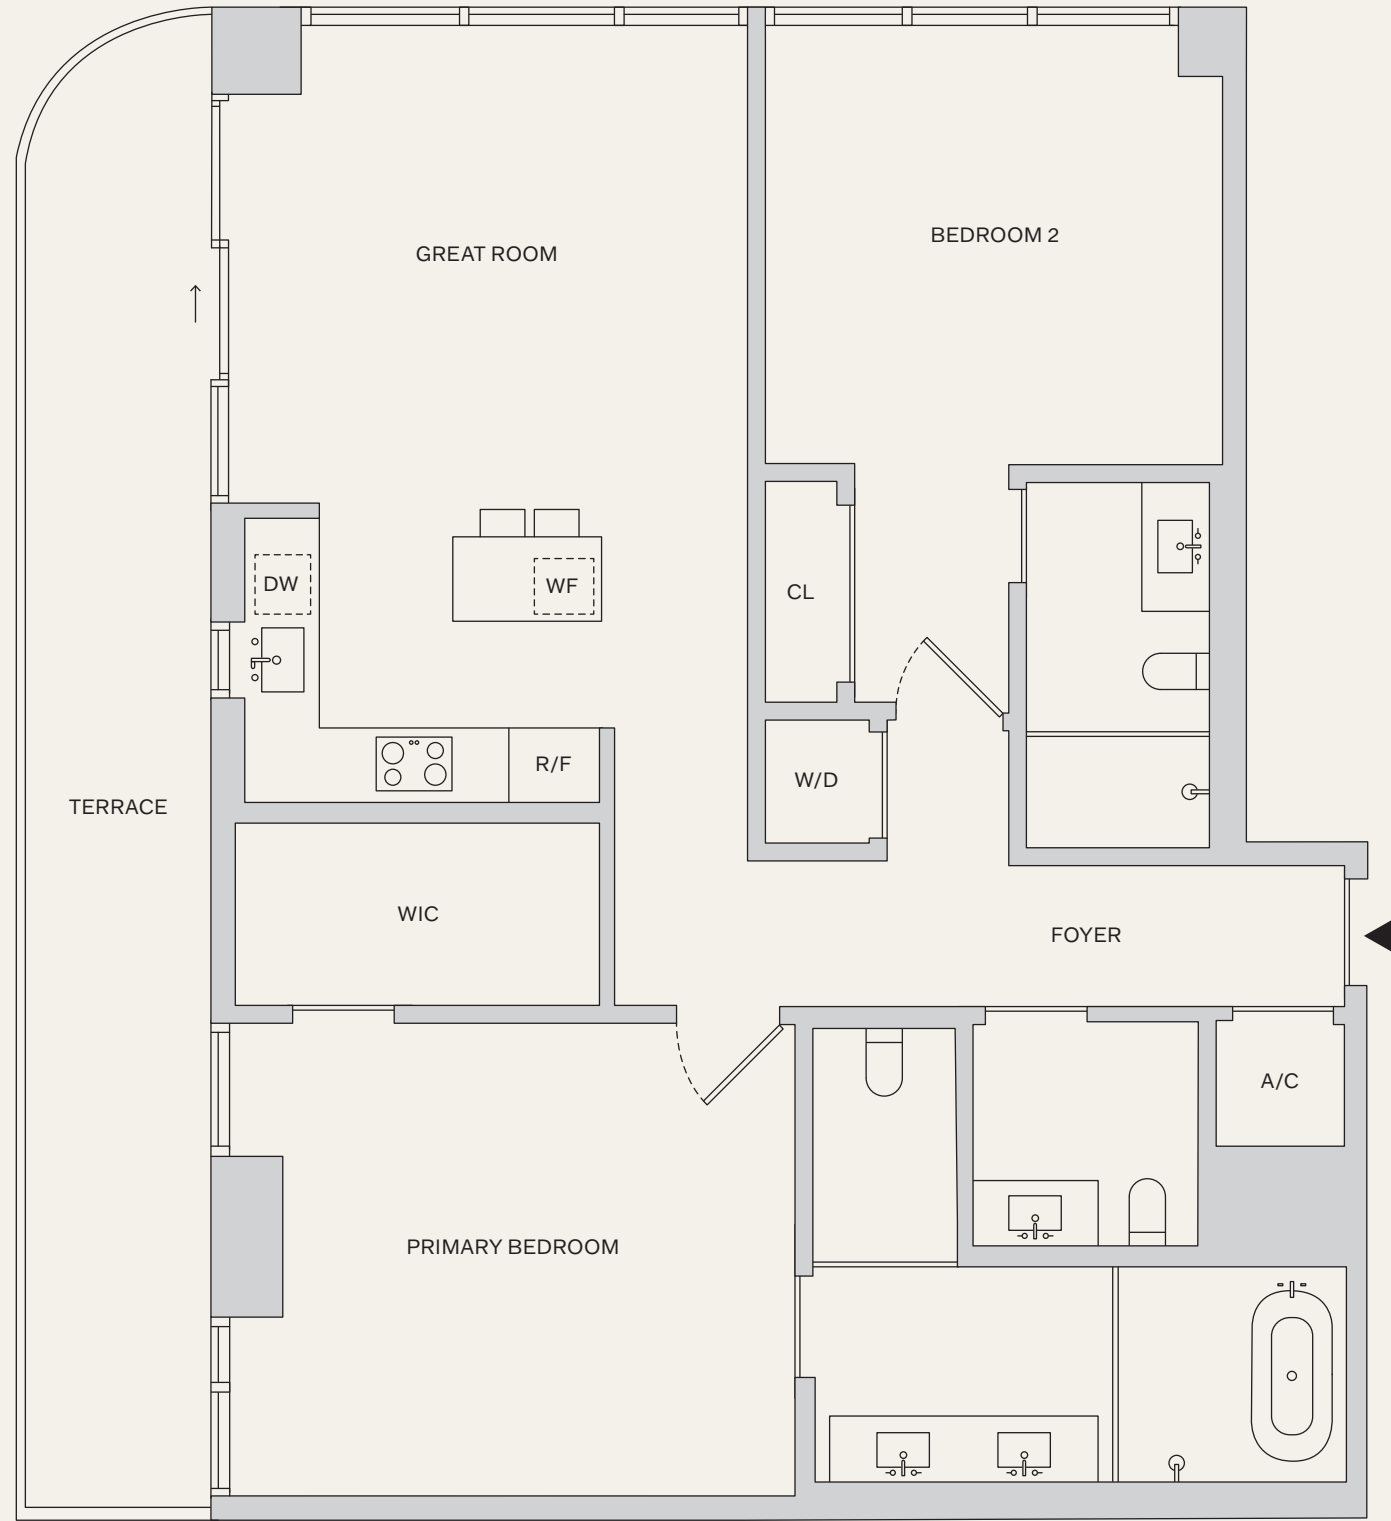 GREAT ROOM
BEDROOM 2
DW
WF
CL
R/F
W/D
TERRACE
WIC
FOYER
A/C
PRIMARY BEDROOM